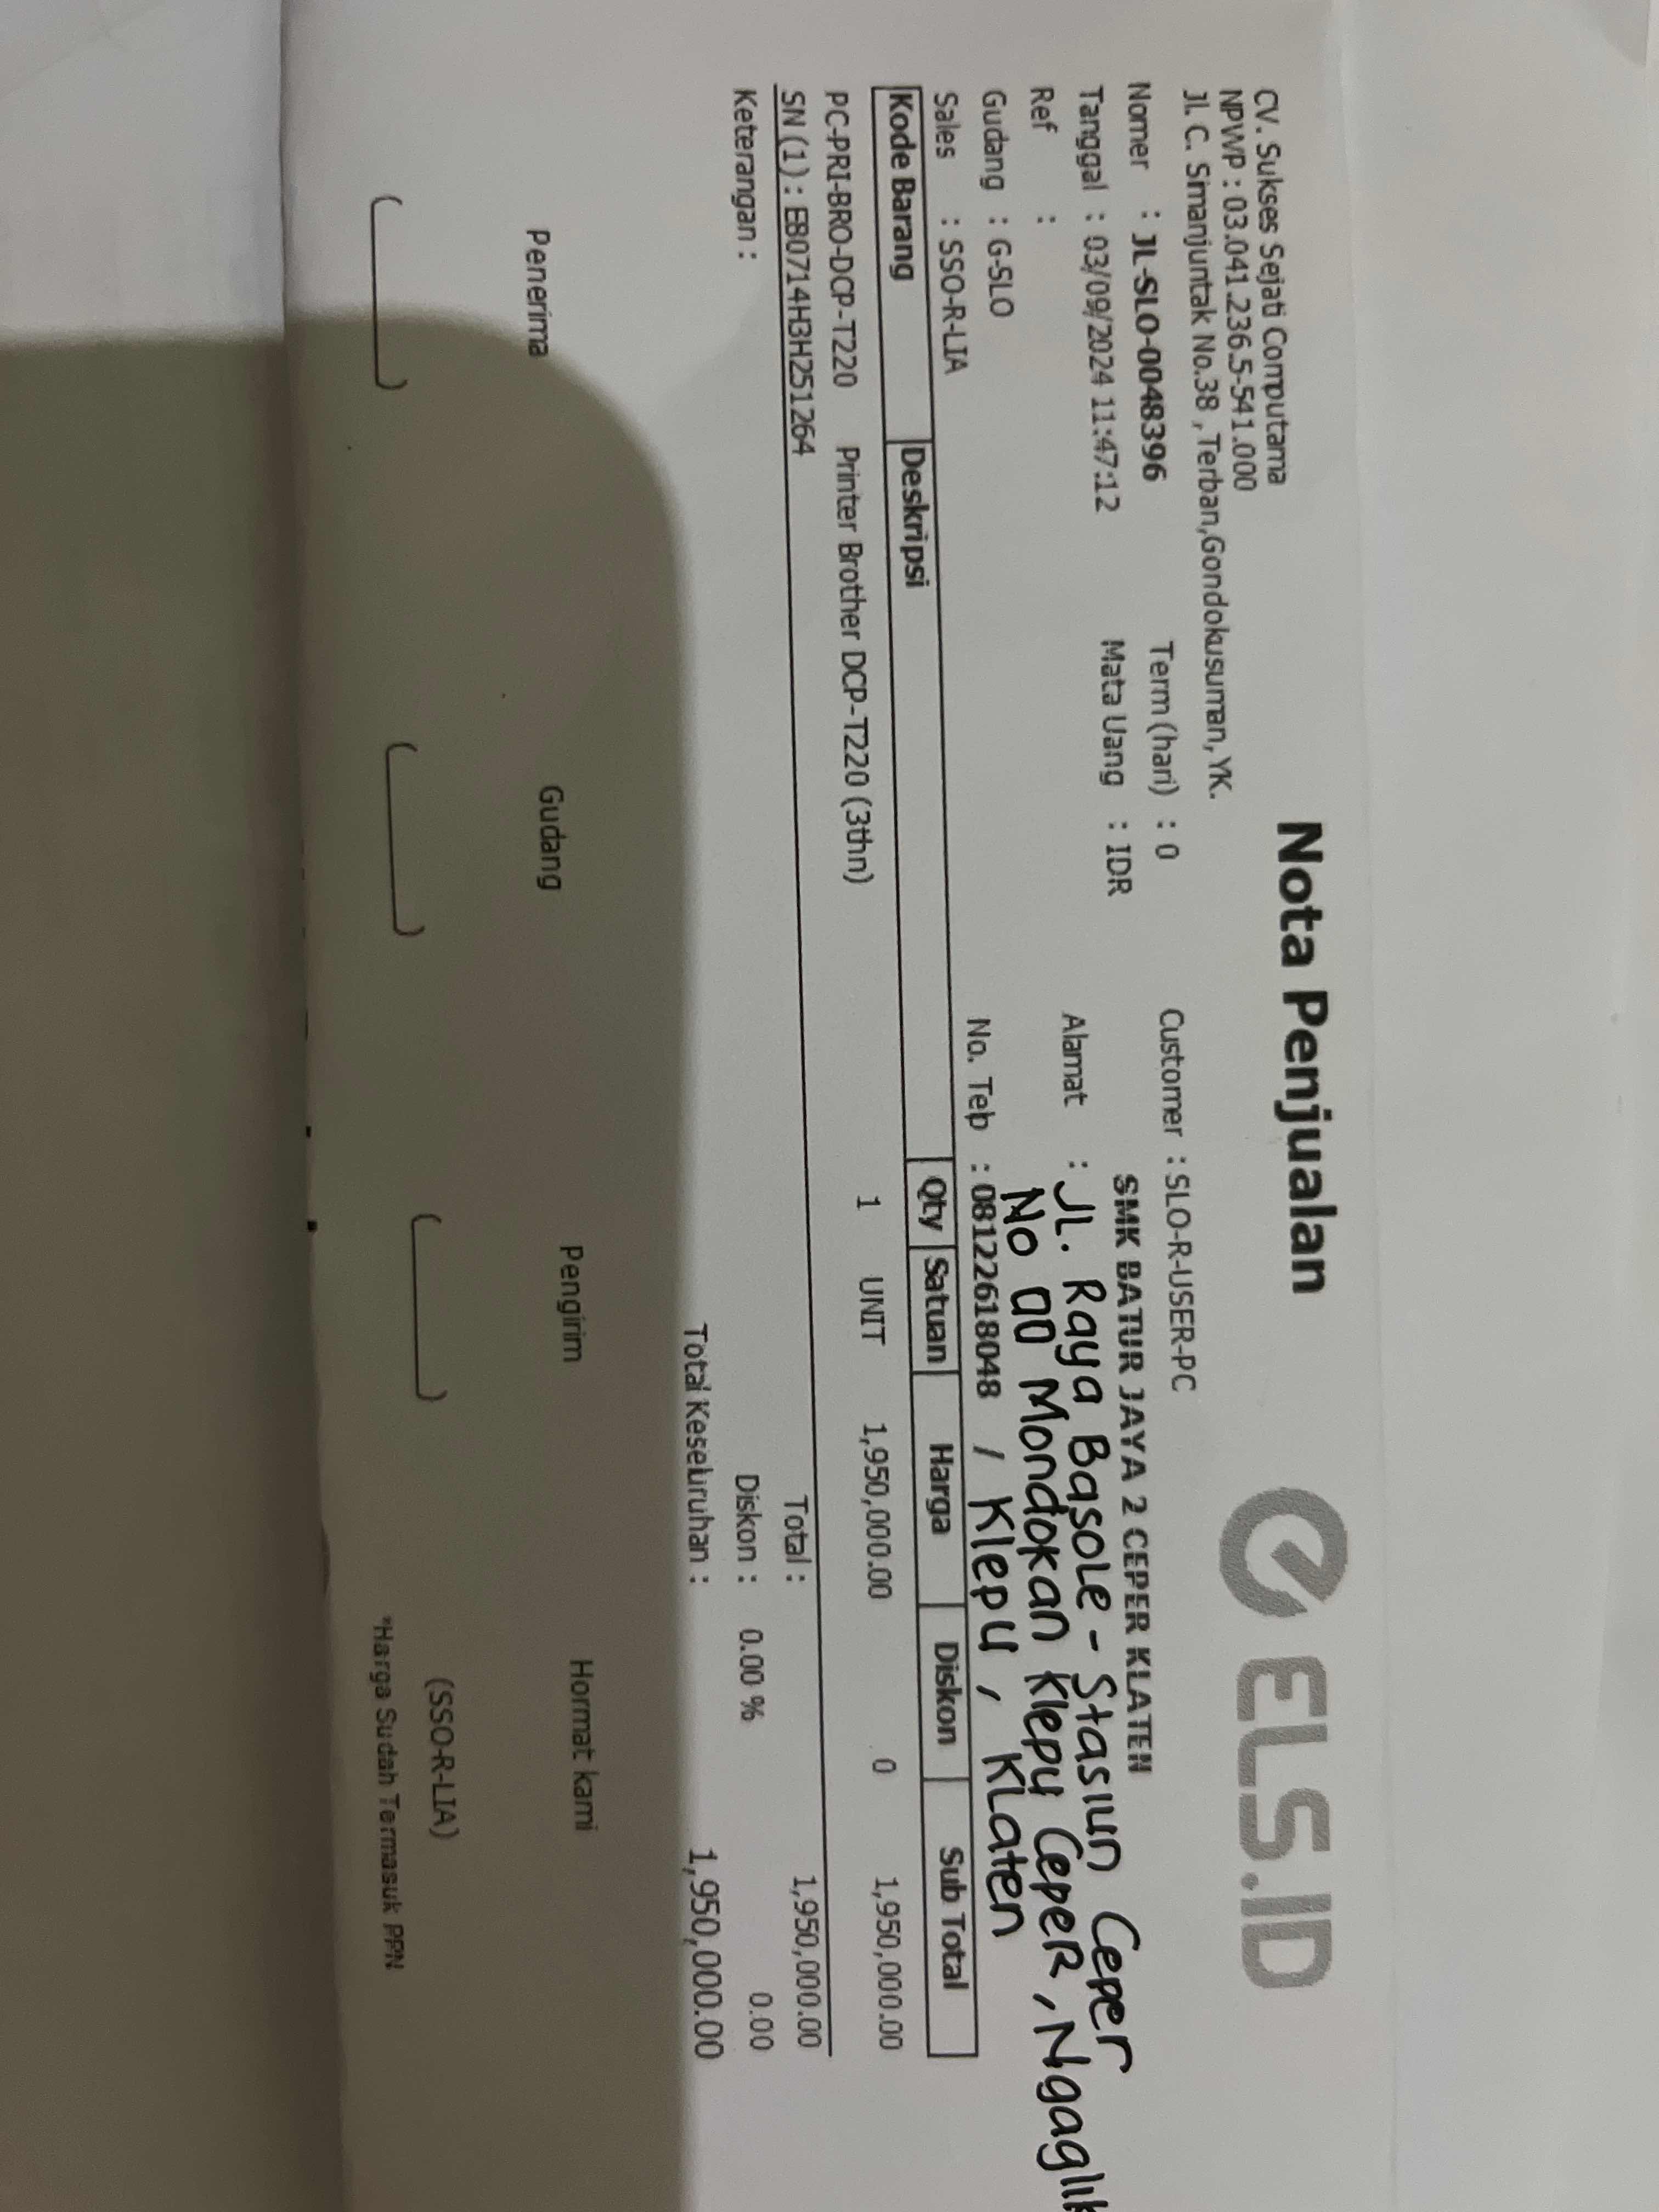 Nota Penjualan
ELS.ID
CV. Sukses Sejati Computama
NPWP : 03.041.236.5-541.000
Jl. C. Simanjuntak No.38 , Terban,Gondokusuman, YK.
Nomer : JL-SLO-0048396
Tanggal : 03/09/2024 11:47:12
Ref :
Gudang : G-SLO
Sales : SSO-R-LIA
Term (hari) : 0
Mata Uang : IDR
Customer : SLO-R-USER-PC
SMK BATUR JAYA 2 CEPER KLATEN
Alamat : JL. Raya Basole - Stasiun Ceper
No Mondokan Klepu Ceper, Ngaglik
No. Telp : 081226618048 / Klepu, Klaten
Kode Barang Deskripsi Qty Satuan Harga Diskon Sub Total
PC-PRI-BRO-DCP-T220 Printer Brother DCP-T220 (3thn) 1 UNIT 1,950,000.00 0 1,950,000.00
SN (1) : EB0714H3H251264
Keterangan :
Total : 1,950,000.00
Diskon : 0.00 % 0.00
Total Keseluruhan : 1,950,000.00
Penerima Gudang Pengirim Hormat kami
( ) ( ) ( ) (SSO-R-LIA)
*Harga Sudah Termasuk PPN